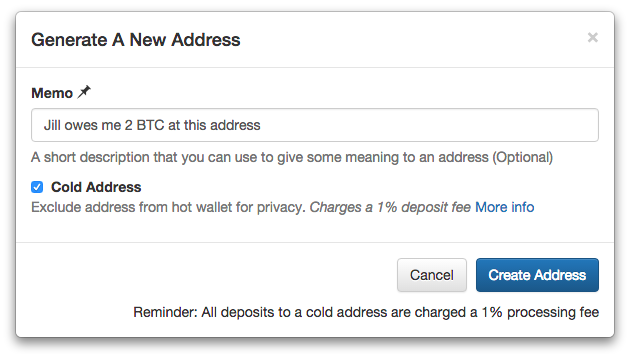 Generate A New Address ×
Memo
Jill owes me 2 BTC at this address
A short description that you can use to give some meaning to an address (Optional)
Cold Address
Exclude address from hot wallet for privacy. Charges a 1% deposit fee More info
Cancel Create Address
Reminder: All deposits to a cold address are charged a 1% processing fee